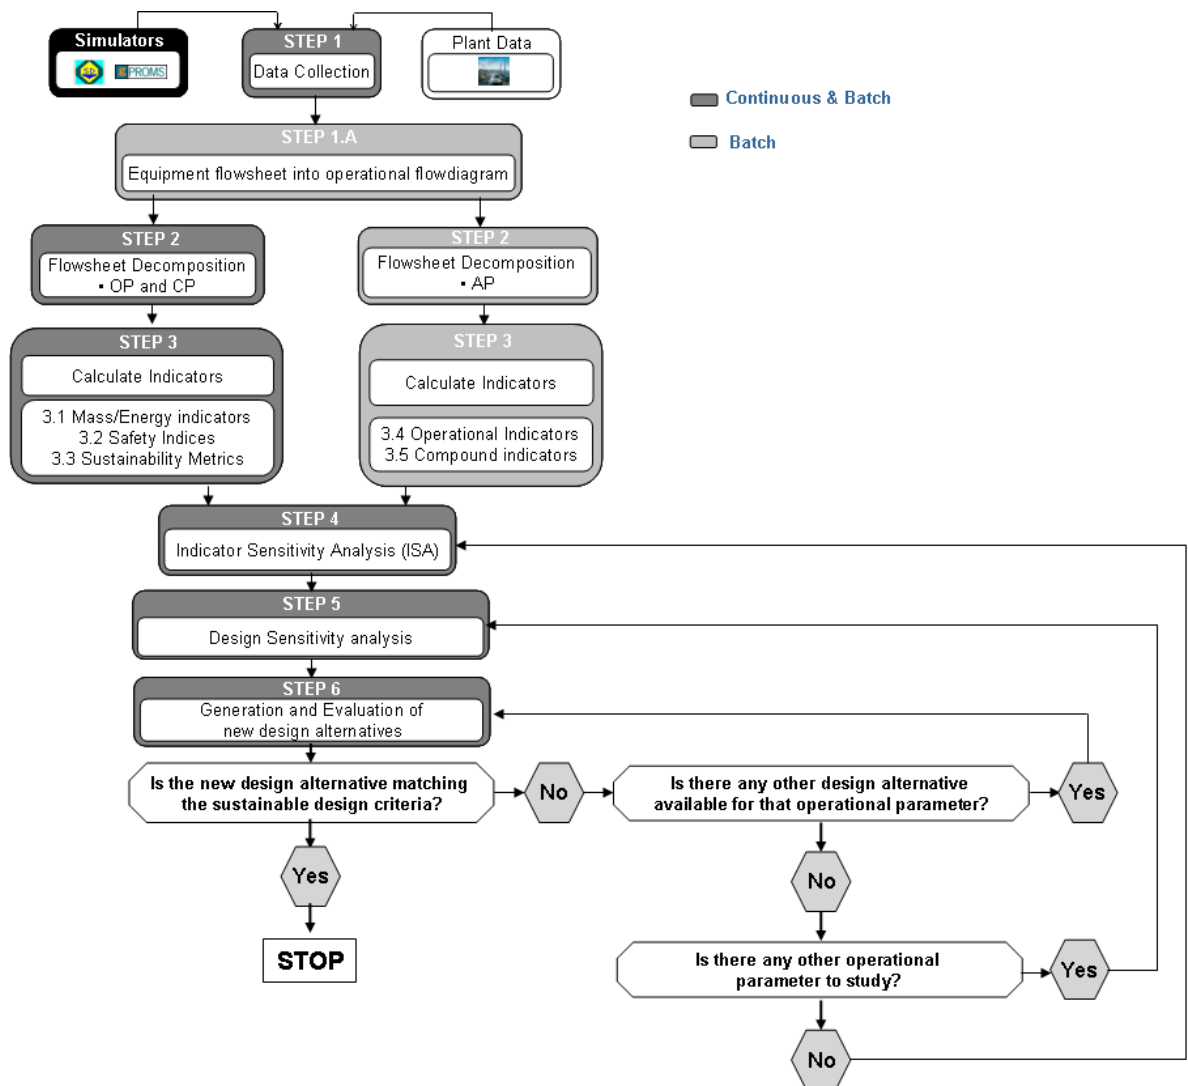 Simulators
PROMS
STEP 1
Data Collection
Plant Data
Continuous & Batch
Batch
STEP 1.A
Equipment flowsheet into operational flowdiagram
STEP 2
Flowsheet Decomposition
▪ OP and CP
STEP 2
Flowsheet Decomposition
▪ AP
STEP 3
Calculate Indicators
3.1 Mass/Energy indicators
3.2 Safety Indices
3.3 Sustainability Metrics
STEP 3
Calculate Indicators
3.4 Operational Indicators
3.5 Compound indicators
STEP 4
Indicator Sensitivity Analysis (ISA)
STEP 5
Design Sensitivity analysis
STEP 6
Generation and Evaluation of
new design alternatives
Is the new design alternative matching
the sustainable design criteria?
No
Is there any other design alternative
available for that operational parameter?
Yes
Yes
No
STOP
Is there any other operational
parameter to study?
Yes
No